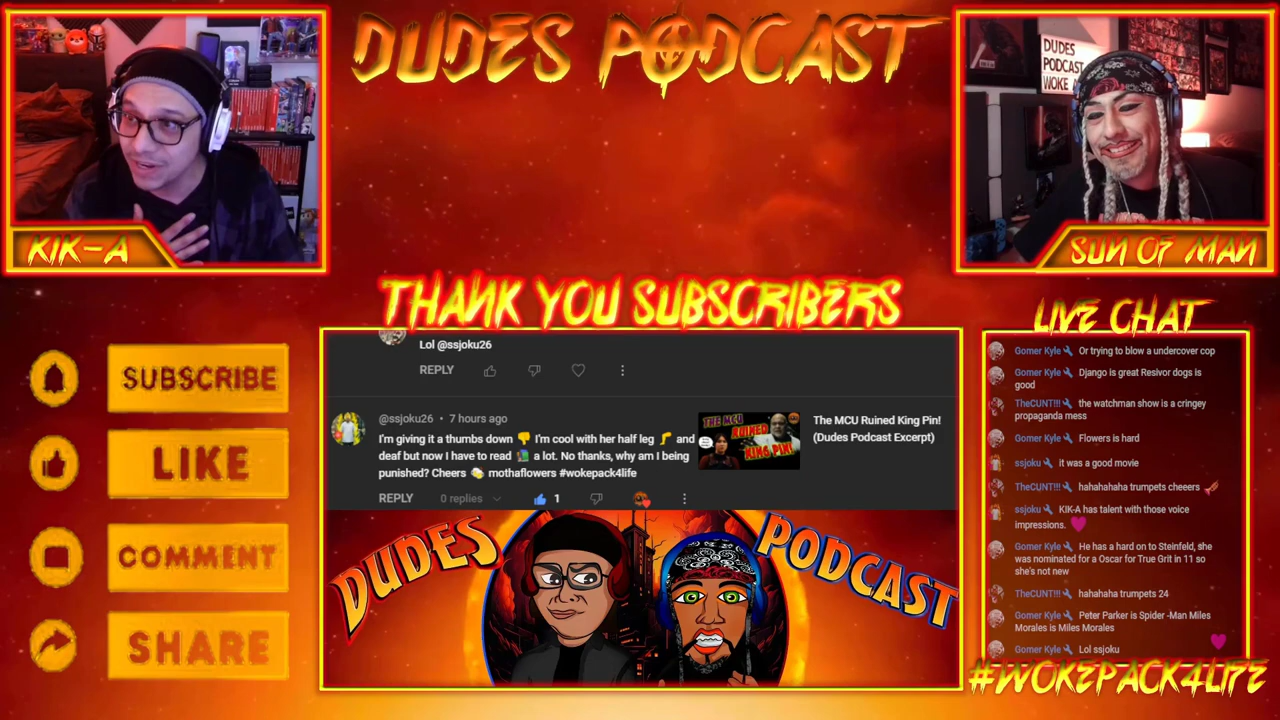 DUDES PODCAST
DUDES
PODCAST
WOKE
KIK-A
SUN OF MAN
THANK YOU SUBSCRIBERS
SUBSCRIBE
LIKE
COMMENT
SHARE
Lol @ssjoku26
REPLY
@ssjoku26 • 7 hours ago
I'm giving it a thumbs down 👎 I'm cool with her half leg 🦵 and
deaf but now I have to read 📚 a lot. No thanks, why am I being
punished? Cheers 🍻 mothaflowers #wokepack4life
THE MCU
RUINED
KING PIN!
The MCU Ruined King Pin!
(Dudes Podcast Excerpt)
REPLY 0 replies 1
DUDES PODCAST
LIVE CHAT
Gomer Kyle Or trying to blow a undercover cop
Gomer Kyle Django is great Resivor dogs is
good
TheCUNT!!! the watchman show is a cringey
propaganda mess
Gomer Kyle Flowers is hard
ssjoku it was a good movie
TheCUNT!!! hahahaha trumpets cheeers
ssjoku KIK-A has talent with those voice
impressions.
Gomer Kyle He has a hard on to Steinfeld, she
was nominated for a Oscar for True Grit in 11 so
she's not new
TheCUNT!!! hahahaha trumpets 24
Gomer Kyle Peter Parker is Spider -Man Miles
Morales is Miles Morales
Gomer Kyle Lol ssjoku
#WOKEPACK4LIFE